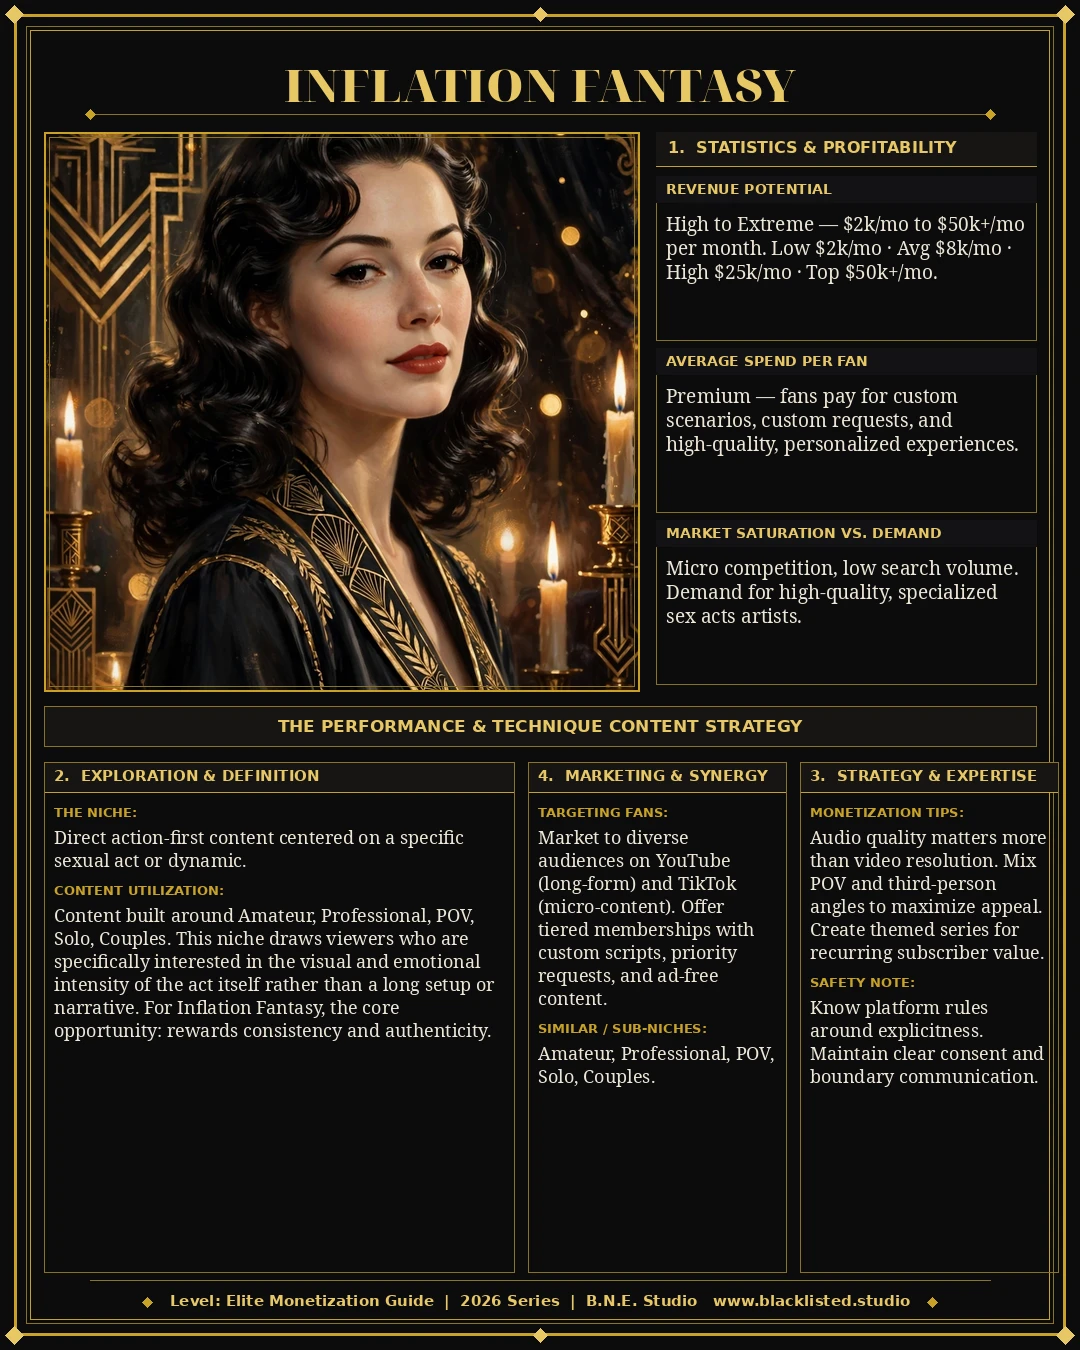 INFLATION FANTASY
1. STATISTICS & PROFITABILITY
REVENUE POTENTIAL
High to Extreme — $2k/mo to $50k+/mo
per month. Low $2k/mo · Avg $8k/mo ·
High $25k/mo · Top $50k+/mo.
AVERAGE SPEND PER FAN
Premium — fans pay for custom
scenarios, custom requests, and
high-quality, personalized experiences.
MARKET SATURATION VS. DEMAND
Micro competition, low search volume.
Demand for high-quality, specialized
sex acts artists.
THE PERFORMANCE & TECHNIQUE CONTENT STRATEGY
2. EXPLORATION & DEFINITION
THE NICHE:
Direct action-first content centered on a specific
sexual act or dynamic.
CONTENT UTILIZATION:
Content built around Amateur, Professional, POV,
Solo, Couples. This niche draws viewers who are
specifically interested in the visual and emotional
intensity of the act itself rather than a long setup or
narrative. For Inflation Fantasy, the core
opportunity: rewards consistency and authenticity.
4. MARKETING & SYNERGY
TARGETING FANS:
Market to diverse
audiences on YouTube
(long-form) and TikTok
(micro-content). Offer
tiered memberships with
custom scripts, priority
requests, and ad-free
content.
SIMILAR / SUB-NICHES:
Amateur, Professional, POV,
Solo, Couples.
3. STRATEGY & EXPERTISE
MONETIZATION TIPS:
Audio quality matters more
than video resolution. Mix
POV and third-person
angles to maximize appeal.
Create themed series for
recurring subscriber value.
SAFETY NOTE:
Know platform rules
around explicitness.
Maintain clear consent and
boundary communication.
Level: Elite Monetization Guide | 2026 Series | B.N.E. Studio www.blacklisted.studio